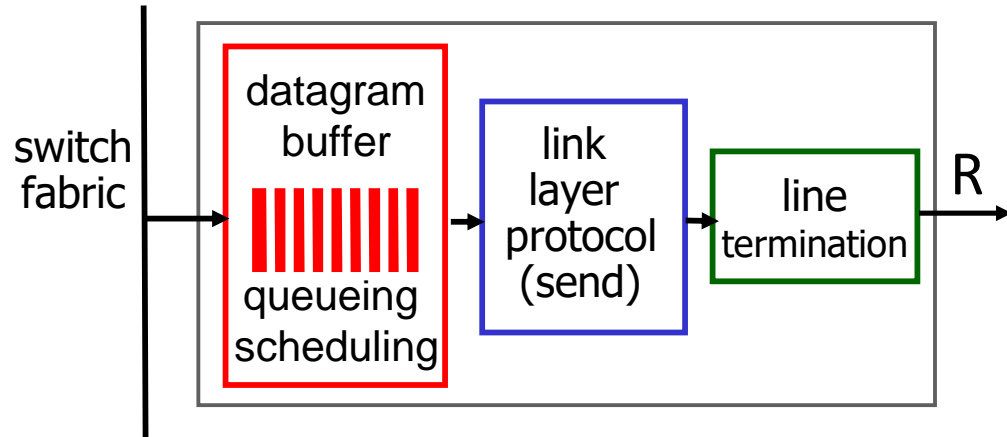 switch
fabric
datagram
buffer
queueing
scheduling
link
layer
protocol
(send)
line
termination
R